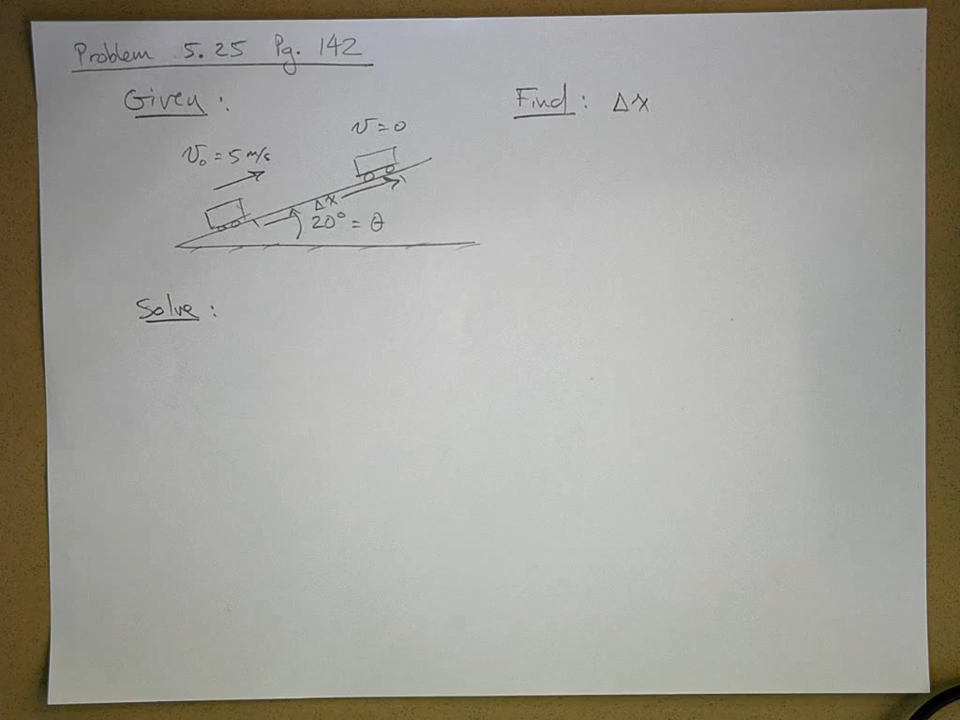 Problem 5.25 Pg. 142
Given:
Find: Δx
v=0
v₀ = 5 m/s
Δx
20° = θ
Solve: